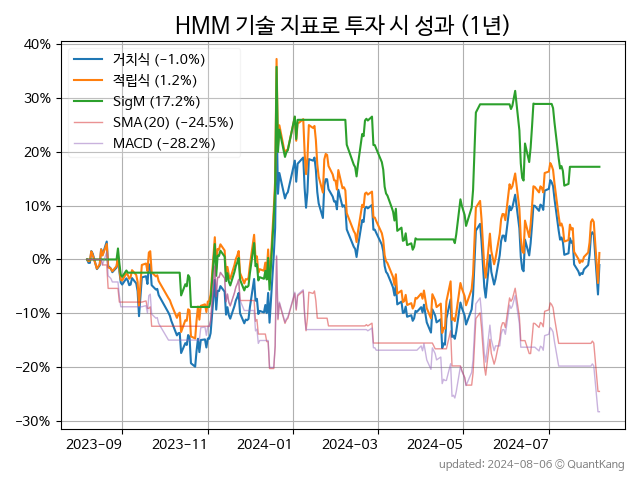 HMM 기술 지표로 투자 시 성과 (1년)
40%
30%
20%
10%
0%
−10%
−20%
−30%
거치식 (−1.0%)
적립식 (1.2%)
SigM (17.2%)
SMA(20) (−24.5%)
MACD (−28.2%)
2023-09
2023-11
2024-01
2024-03
2024-05
2024-07
updated: 2024-08-06 © QuantKang